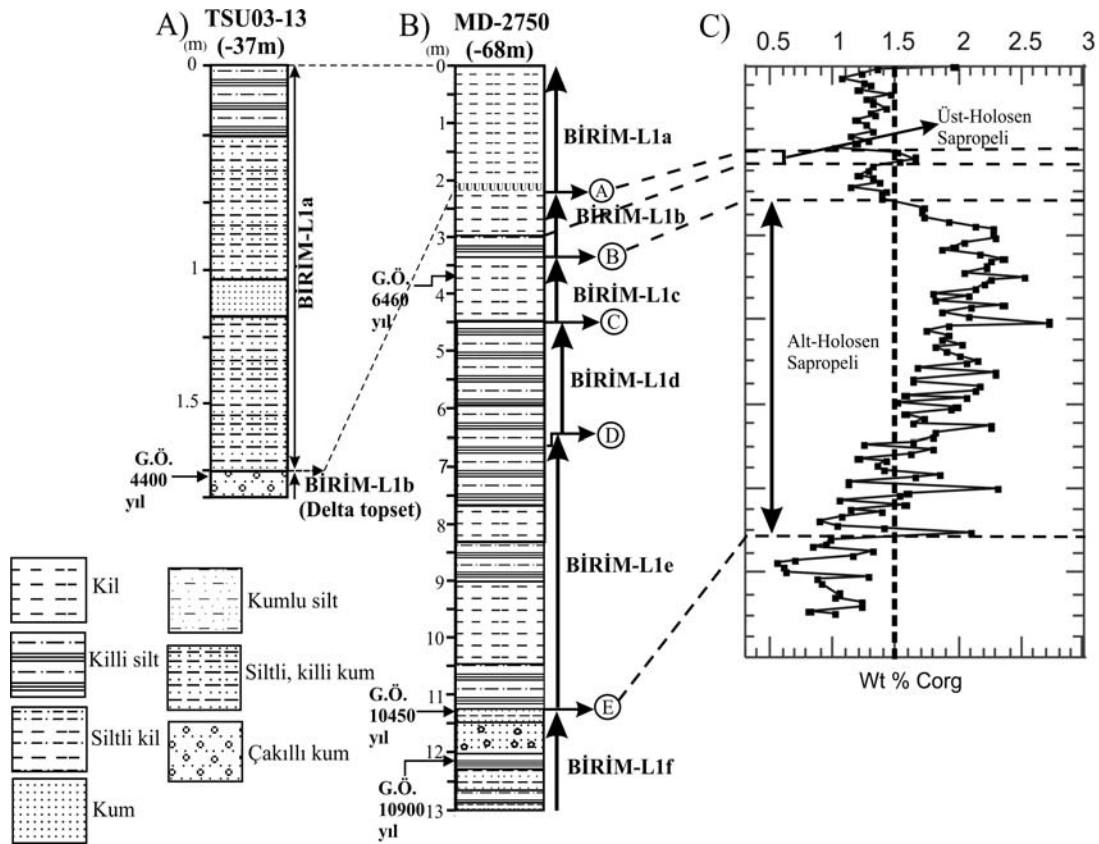 A)
TSU03-13
(-37m)
(m)
0
1
1.5
BİRİM-L1a
G.Ö.
4400
yıl
BİRİM-L1b
(Delta topset)
B)
MD-2750
(-68m)
(m)
0
1
2
3
4
5
6
7
8
9
10
11
12
13
UUUUUUUU
G.Ö.
6460
yıl
G.Ö.
10450
yıl
G.Ö.
10900
yıl
BİRİM-L1a
A
BİRİM-L1b
B
BİRİM-L1c
C
BİRİM-L1d
D
BİRİM-L1e
E
BİRİM-L1f
C)
0.5 1 1.5 2 2.5 3
Üst-Holosen
Sapropeli
Alt-Holosen
Sapropeli
Wt % Corg
Kil
Killi silt
Siltli kil
Kum
Kumlu silt
Siltli, killi kum
Çakıllı kum